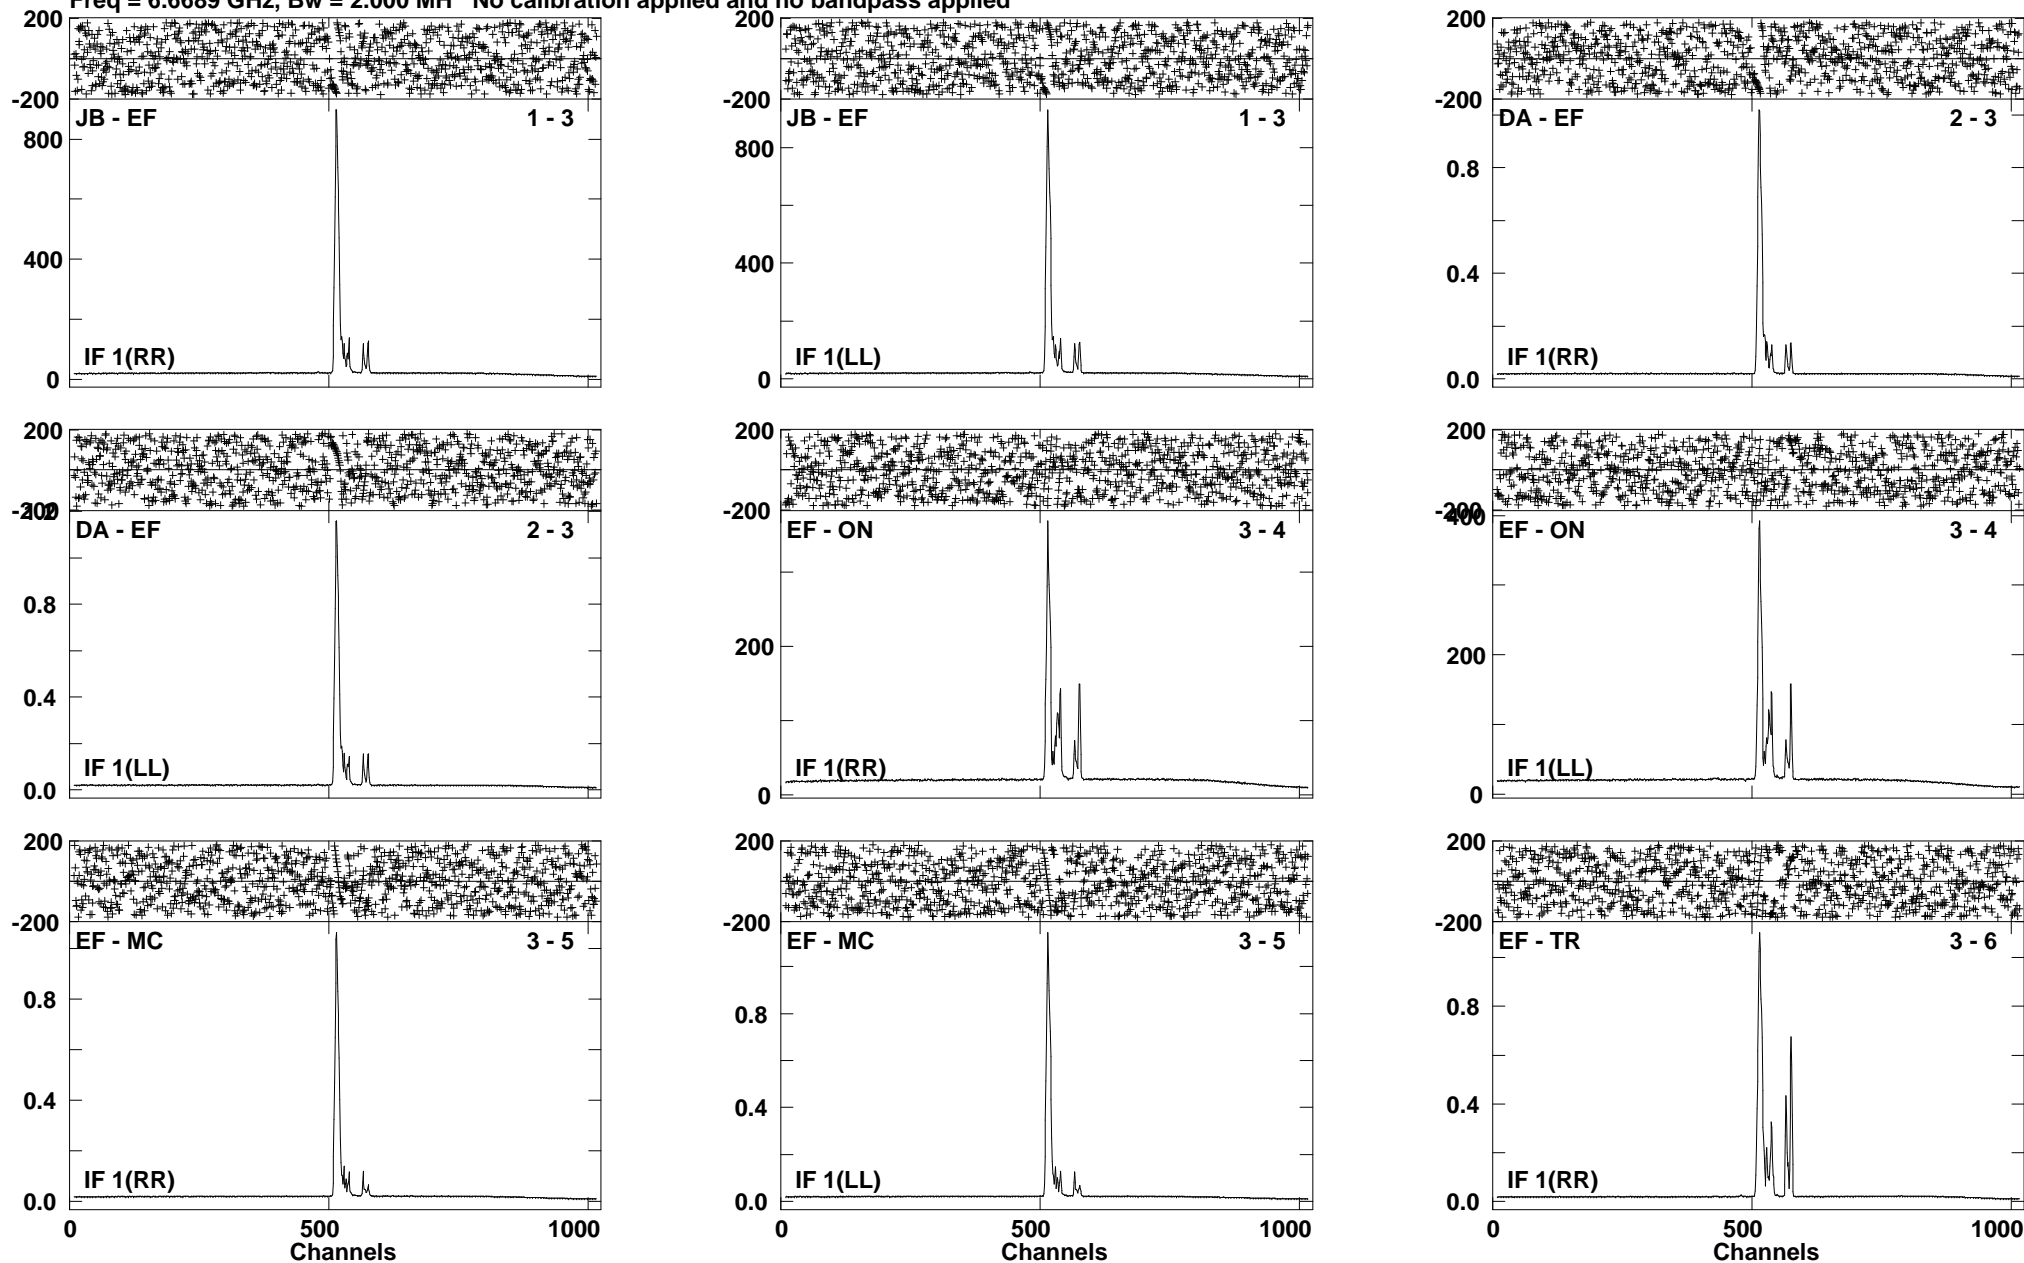 Freq = 6.6689 GHz, Bw = 2.000 MH No calibration applied and no bandpass applied
200 200 200
-200 -200 -200
JB - EF 1 - 3 JB - EF 1 - 3 DA - EF 2 - 3
800 800 0.8
400 400 0.4
IF 1(RR) IF 1(LL) IF 1(RR)
0 0 0.0
200 200 200
-200 -200 -200
1.2 400
DA - EF 2 - 3 EF - ON 3 - 4 EF - ON 3 - 4
0.8 200 200
0.4
IF 1(LL) IF 1(RR) IF 1(LL)
0.0 0 0
200 200 200
-200 -200 -200
EF - MC 3 - 5 EF - MC 3 - 5 EF - TR 3 - 6
0.8 0.8 0.8
0.4 0.4 0.4
IF 1(RR) IF 1(LL) IF 1(RR)
0.0 0.0 0.0
0 500 1000 0 500 1000 0 500 1000
Channels Channels Channels